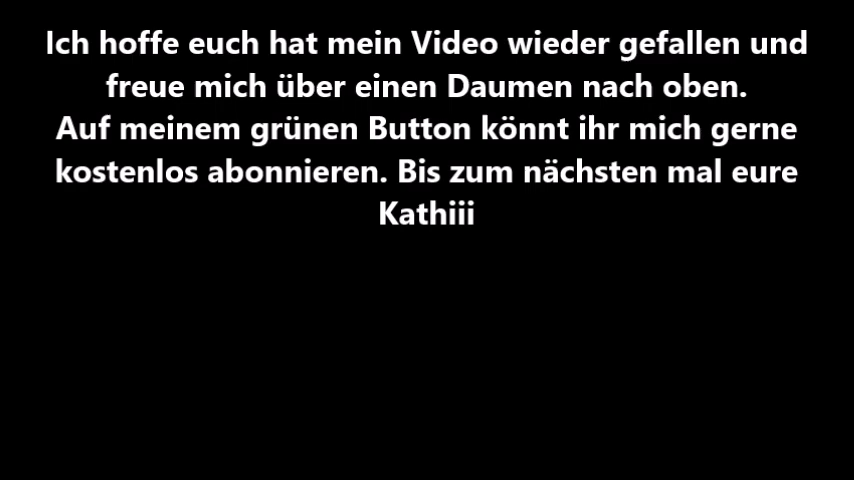 Ich hoffe euch hat mein Video wieder gefallen und
freue mich über einen Daumen nach oben.
Auf meinem grünen Button könnt ihr mich gerne
kostenlos abonnieren. Bis zum nächsten mal eure
Kathiii